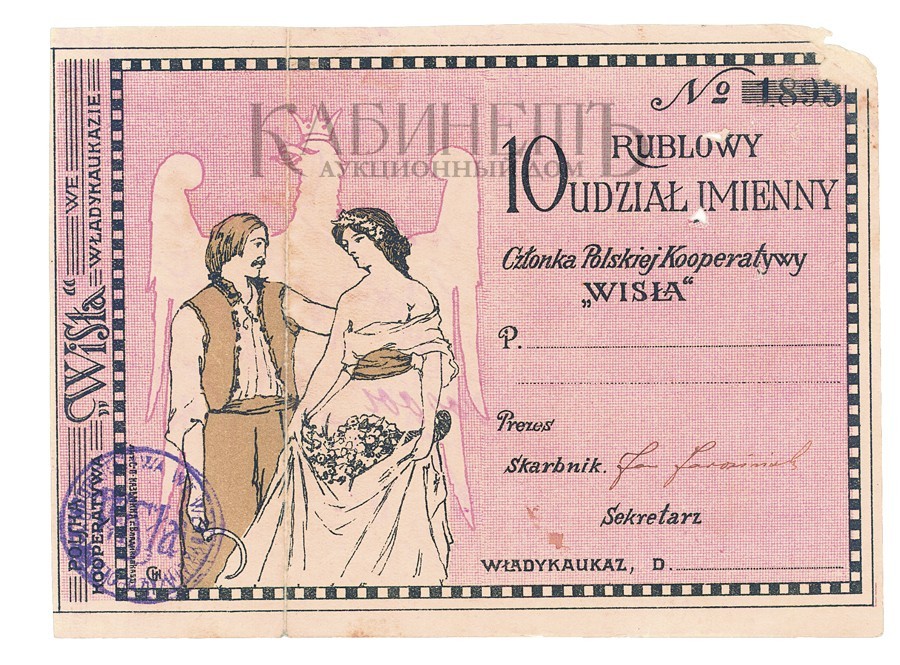 № 1895
КАБИНЕТЪ
АУКЦИОННЫЙ ДОМ
10 RUBLOWY
UDZIAŁ IMIENNY
Członka Polskiej Kooperatywy
„WISŁA“
P.
Prezes
Skarbnik. Jan
Sekretarz
WŁADYKAUKAZ, D.
KOOPERATYWA
„Wisła“
WE
WŁADYKAUKAZIE